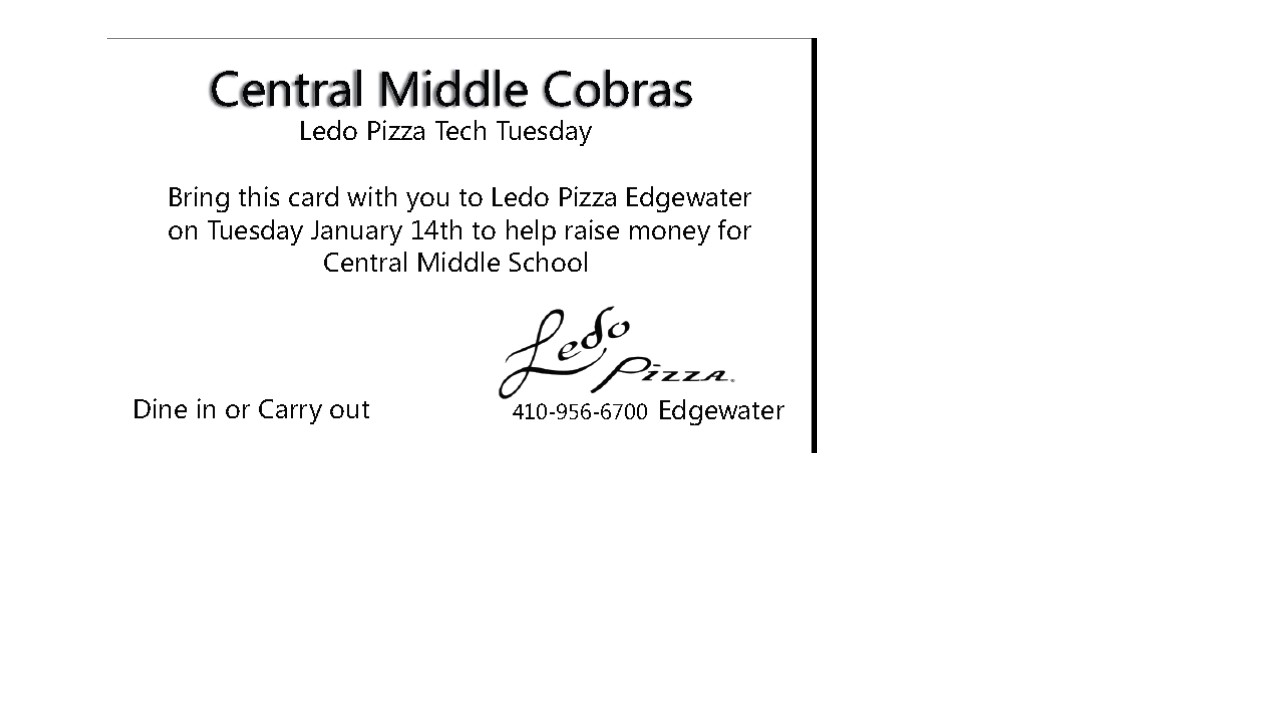 Central Middle Cobras
Ledo Pizza Tech Tuesday
Bring this card with you to Ledo Pizza Edgewater
on Tuesday January 14th to help raise money for
Central Middle School
Ledo
Pizza.
Dine in or Carry out
410-956-6700 Edgewater